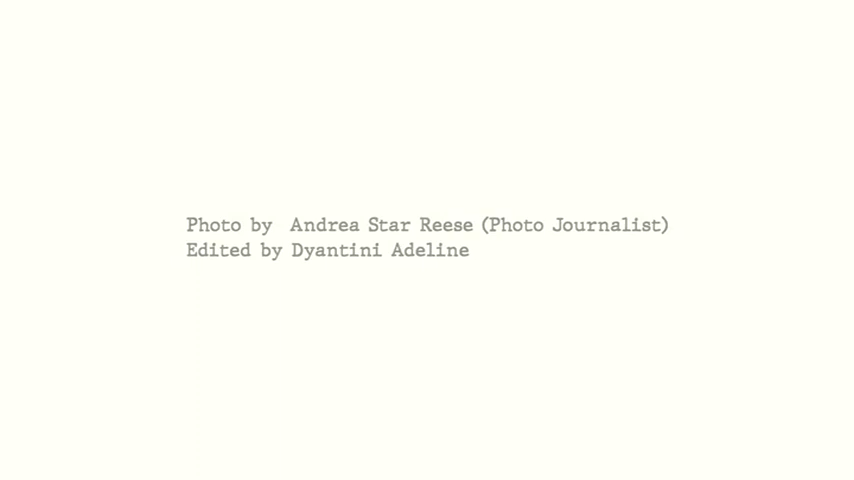 Photo by  Andrea Star Reese (Photo Journalist)
Edited by Dyantini Adeline